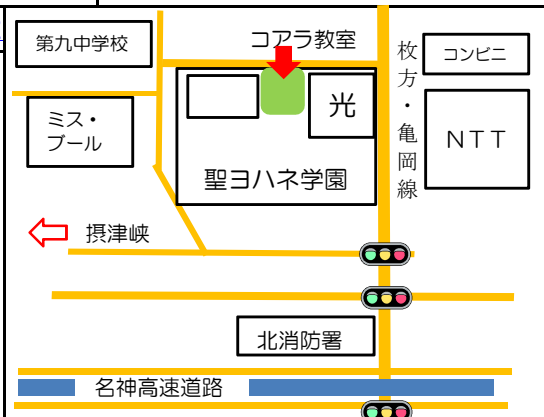 第九中学校
コアラ教室
枚方・亀岡線
コンビニ
ミス・
ブール
光
NTT
聖ヨハネ学園
摂津峡
北消防署
名神高速道路